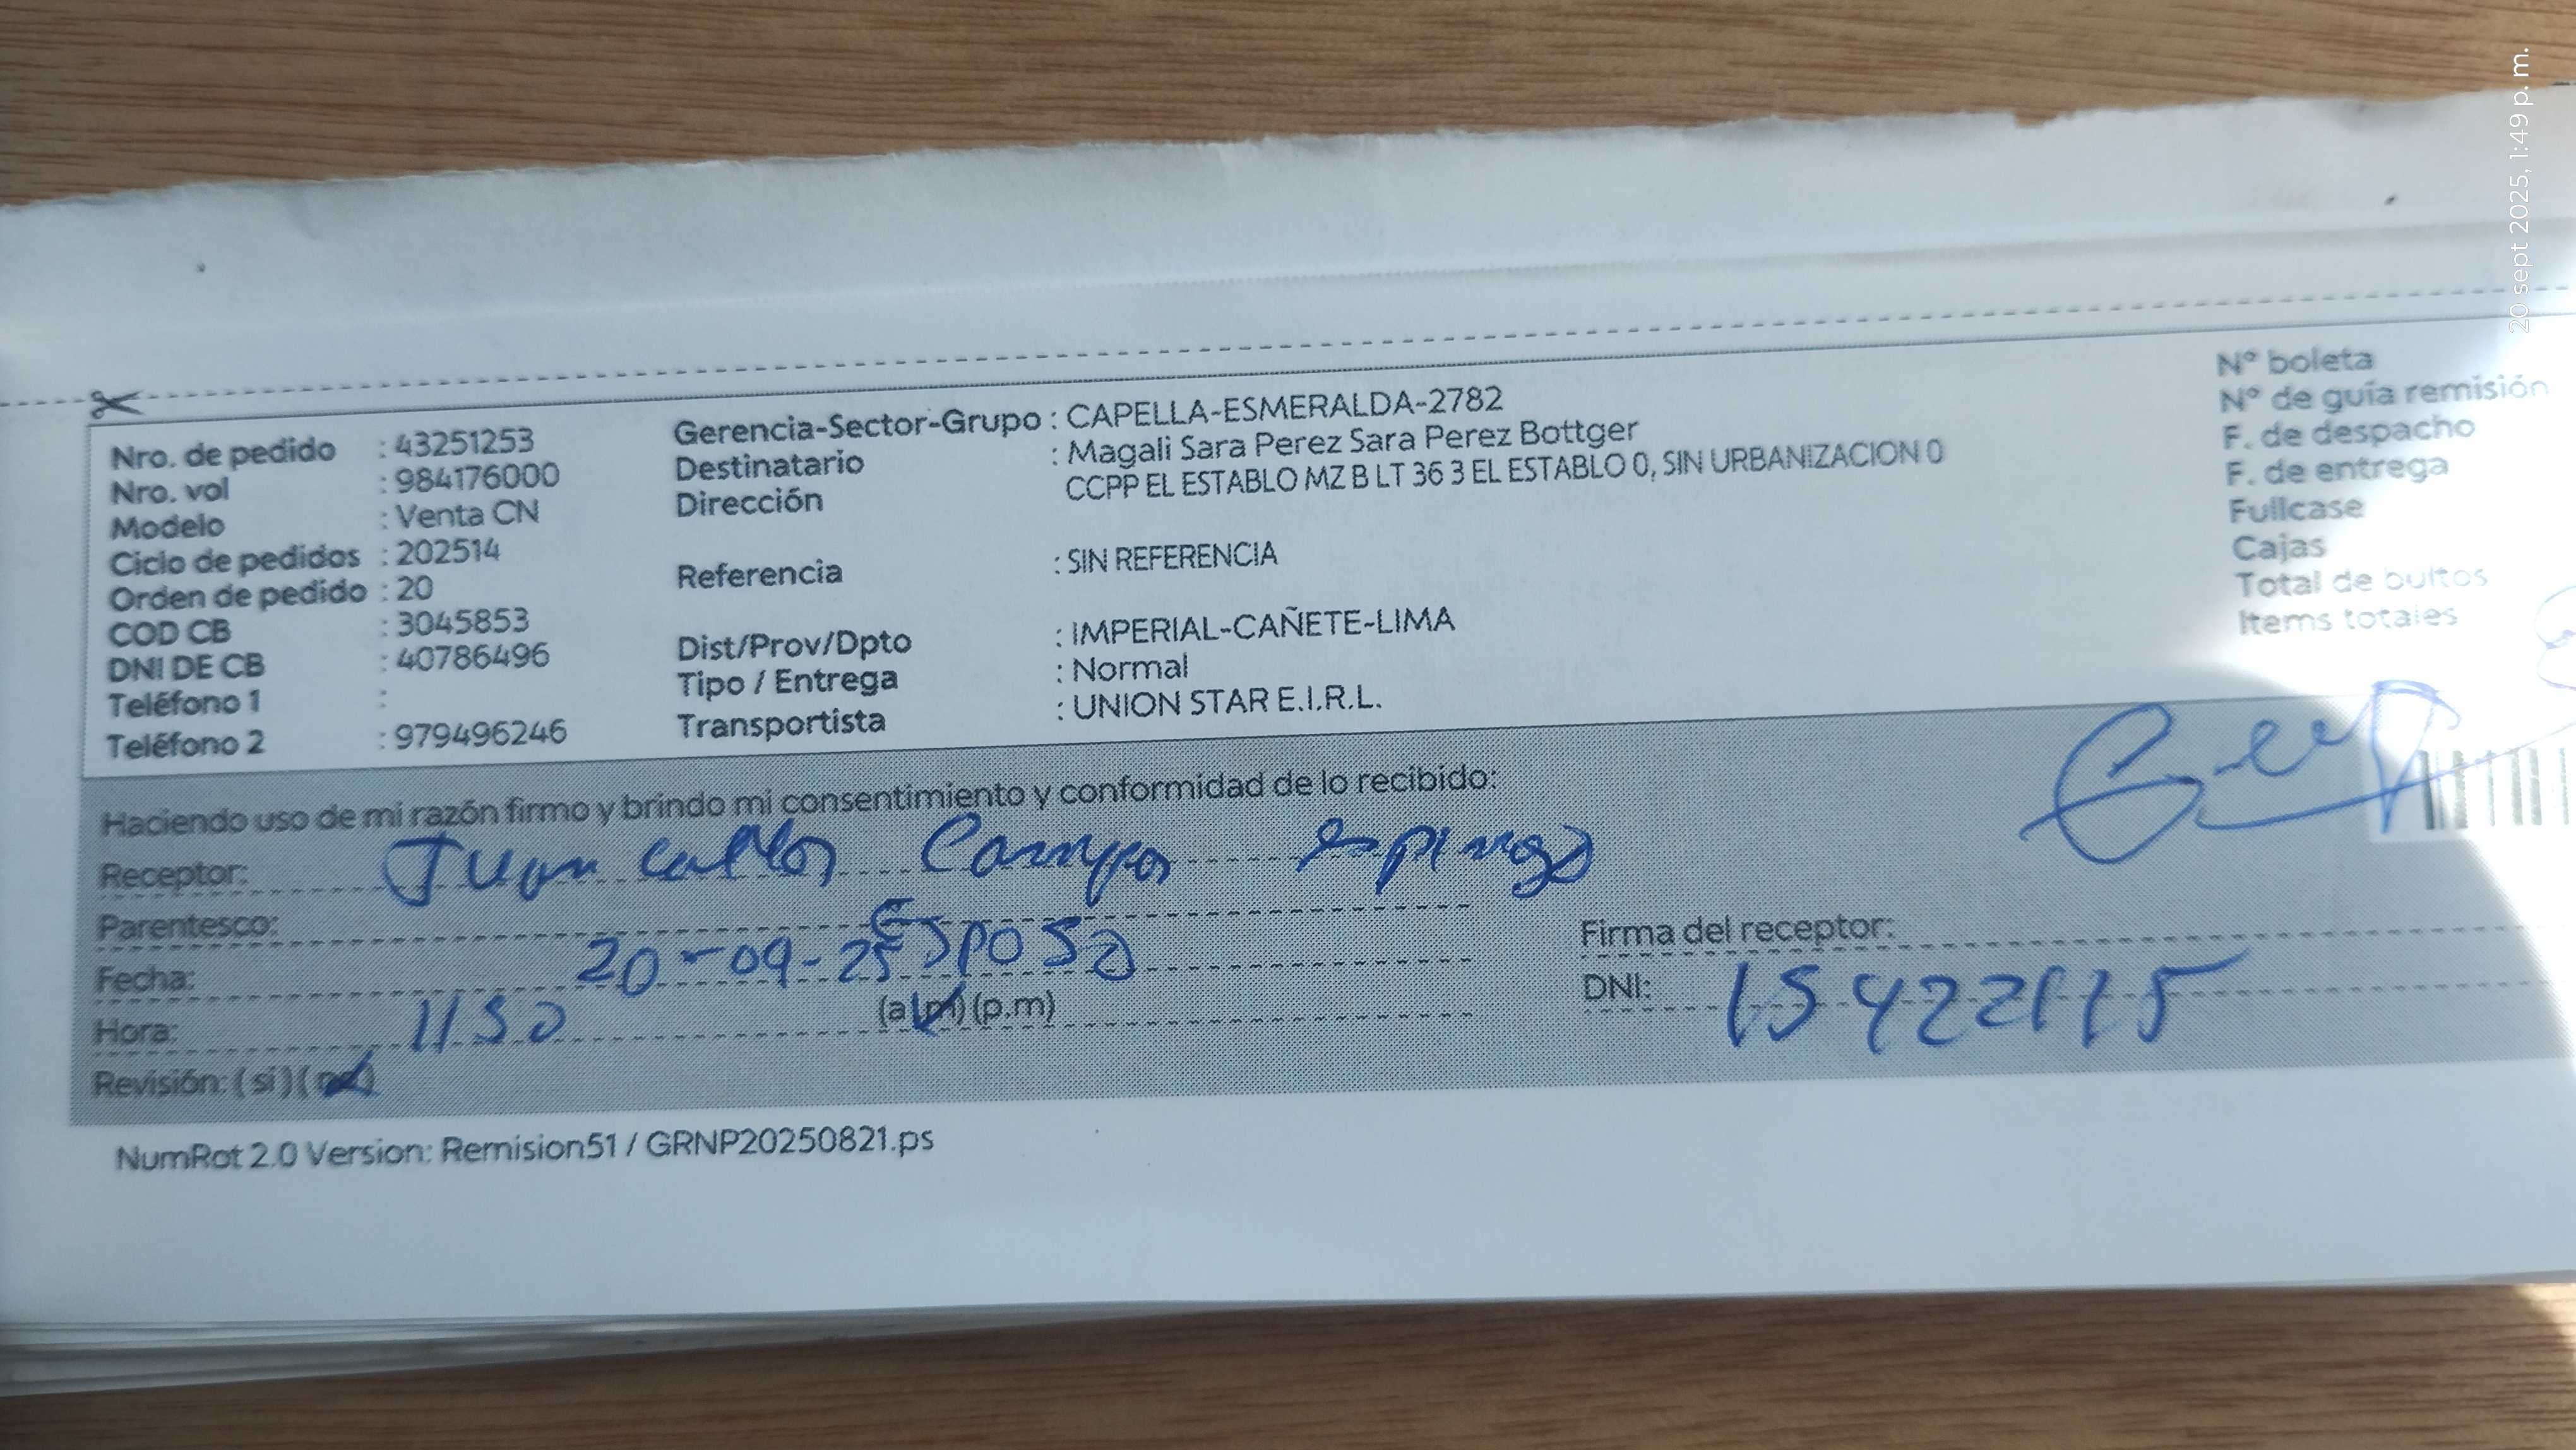 20 sept 2025, 1:49 p. m.
Nro. de pedido : 43251253
Nro. vol : 984176000
Modelo : Venta CN
Ciclo de pedidos : 202514
Orden de pedido : 20
COD CB : 3045853
DNI DE CB : 40786496
Teléfono 1 :
Teléfono 2 : 979496246
Gerencia-Sector-Grupo : CAPELLA-ESMERALDA-2782
Destinatario : Magali Sara Perez Sara Perez Bottger
Dirección CCPP EL ESTABLO MZ B LT 36 3 EL ESTABLO 0, SIN URBANIZACION 0
Referencia : SIN REFERENCIA
Dist/Prov/Dpto : IMPERIAL-CAÑETE-LIMA
Tipo / Entrega : Normal
Transportista : UNION STAR E.I.R.L.
N° boleta
N° de guía remisión
F. de despacho
F. de entrega
Fullcase
Cajas
Total de bultos
Items totales
Haciendo uso de mi razón firmo y brindo mi consentimiento y conformidad de lo recibido:
Receptor: Juan Carlos Campos
Parentesco: Esposo
Fecha: 20-09-25
Hora: 1150 (a.m) (p.m)
Revisión: (si) (no)
Firma del receptor:
DNI:
NumRot 2.0 Version: Remision51 / GRNP20250821.ps